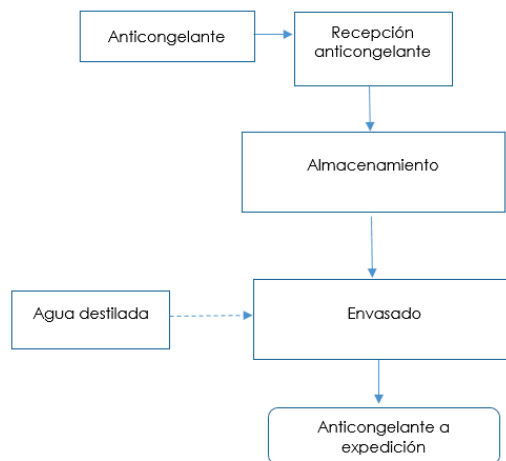 Anticongelante
Recepción
anticongelante
Almacenamiento
Agua destilada
Envasado
Anticongelante a
expedición